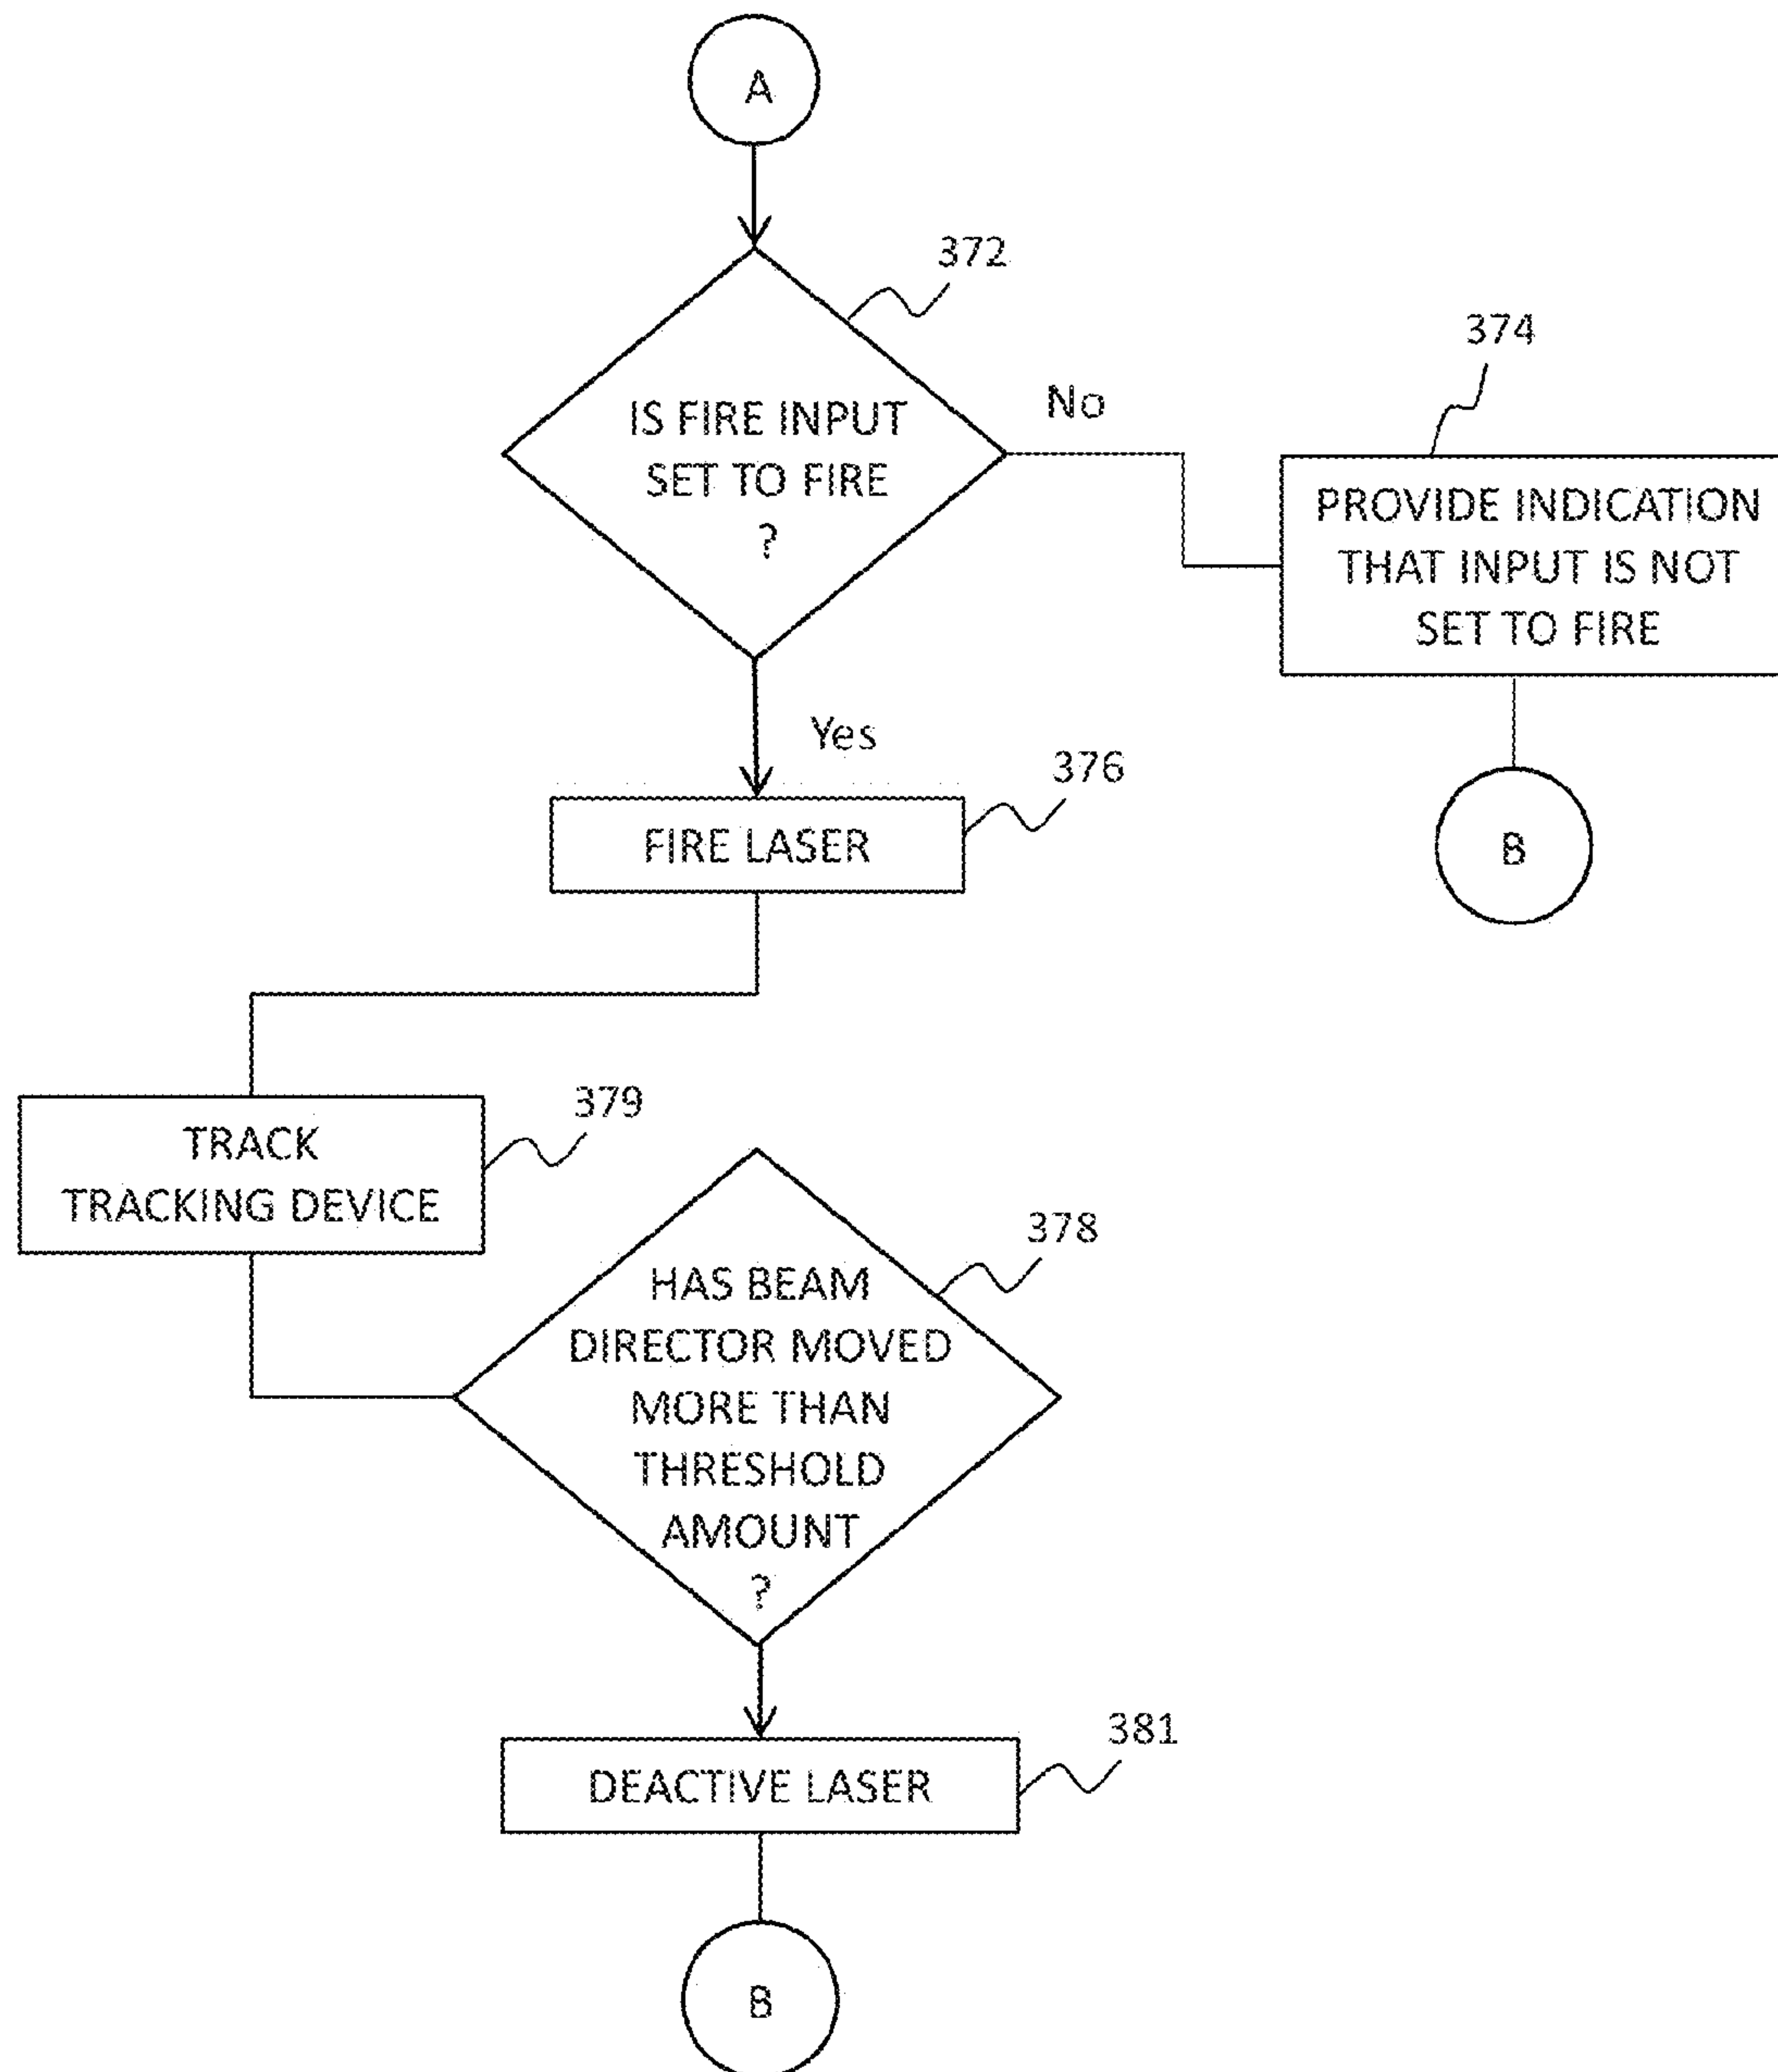 A
372
IS FIRE INPUT
SET TO FIRE
?
No
374
PROVIDE INDICATION
THAT INPUT IS NOT
SET TO FIRE
Yes
376
FIRE LASER
B
379
TRACK
TRACKING DEVICE
378
HAS BEAM
DIRECTOR MOVED
MORE THAN
THRESHOLD
AMOUNT
?
381
DEACTIVE LASER
B